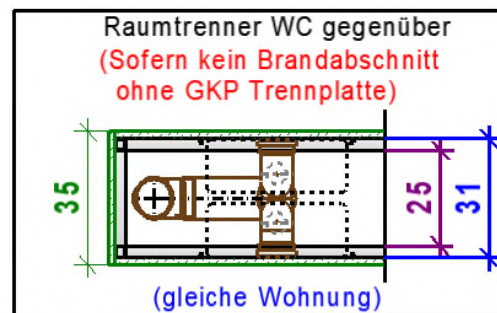 Raumtrenner WC gegenüber
(Sofern kein Brandabschnitt
ohne GKP Trennplatte)
35
25
31
(gleiche Wohnung)